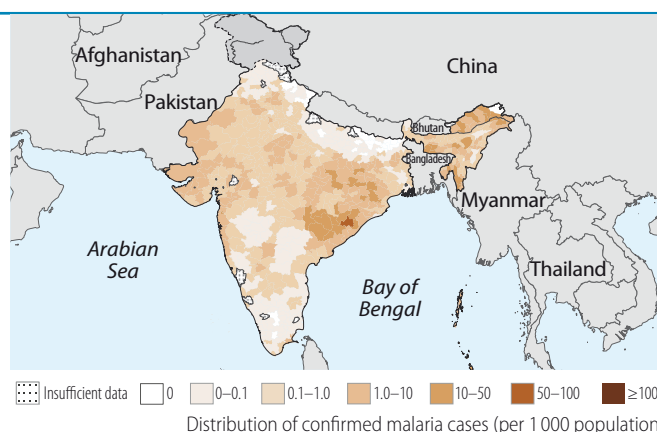 Afghanistan
China
Pakistan
Bhutan
Bangladesh
Myanmar
Arabian
Sea
Bay of
Bengal
Thailand
Insufficient data 0 0–0.1 0.1–1.0 1.0–10 10–50 50–100 ≥100
Distribution of confirmed malaria cases (per 1 000 population